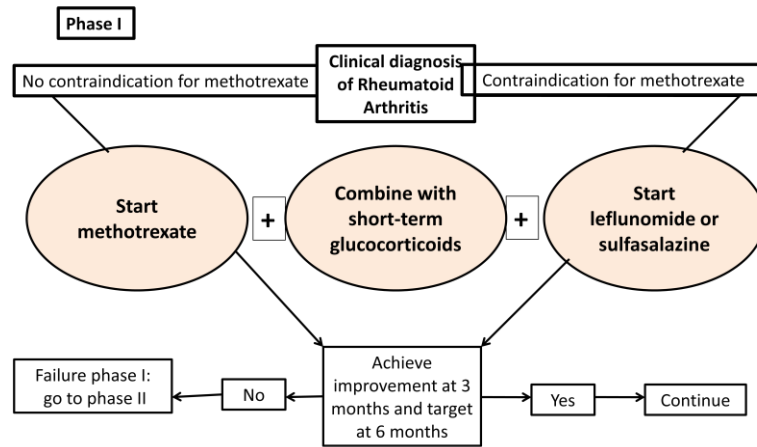 Phase I
No contraindication for methotrexate
Clinical diagnosis
of Rheumatoid
Arthritis
Contraindication for methotrexate
Start
methotrexate
+
Combine with
short-term
glucocorticoids
+
Start
leflunomide or
sulfasalazine
Failure phase I:
go to phase II
No
Achieve
improvement at 3
months and target
at 6 months
Yes
Continue